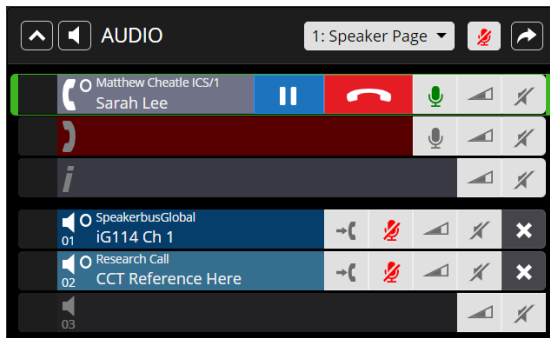 AUDIO
1: Speaker Page
Matthew Cheatle ICS/1
Sarah Lee
i
SpeakerbusGlobal
01
iG114 Ch 1
Research Call
02
CCT Reference Here
03